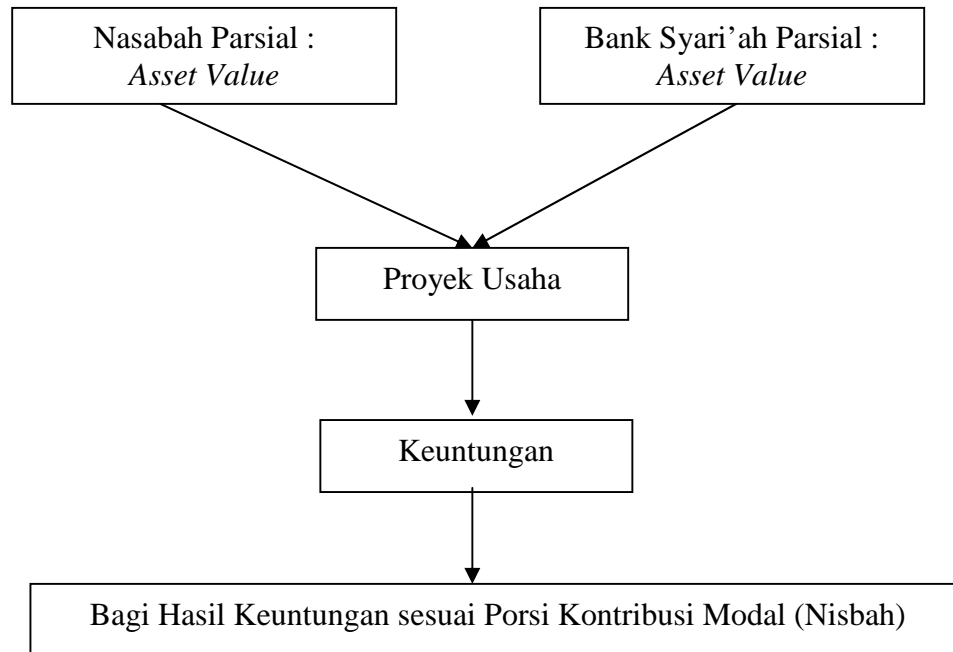 Nasabah Parsial :
Asset Value
Bank Syari’ah Parsial :
Asset Value
Proyek Usaha
Keuntungan
Bagi Hasil Keuntungan sesuai Porsi Kontribusi Modal (Nisbah)